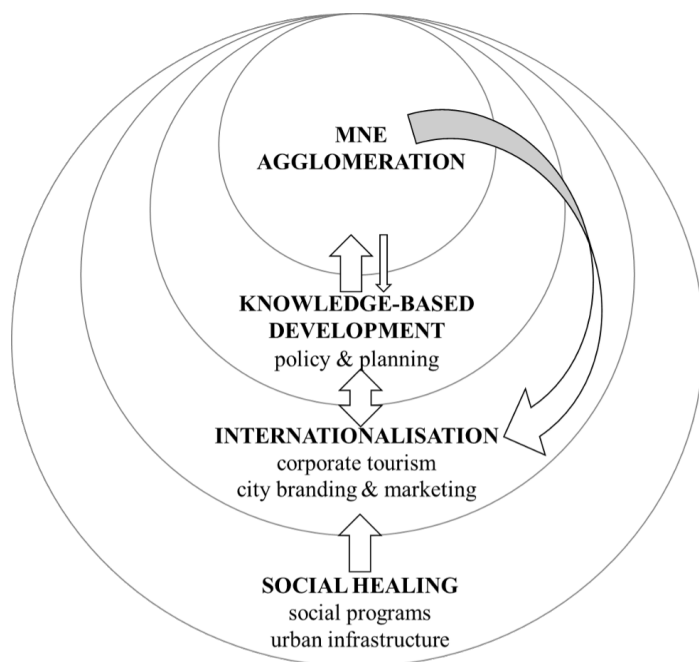 MNE
AGGLOMERATION
KNOWLEDGE-BASED
DEVELOPMENT
policy & planning
INTERNATIONALISATION
corporate tourism
city branding & marketing
SOCIAL HEALING
social programs
urban infrastructure